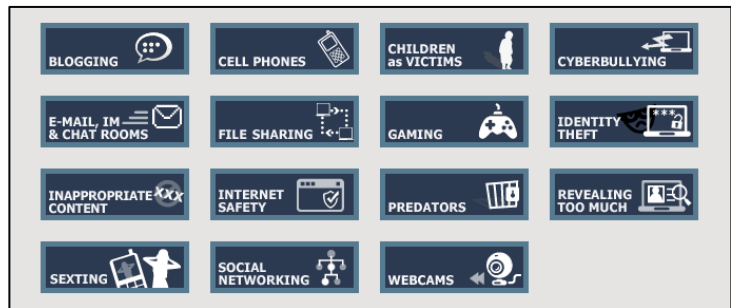 BLOGGING
CELL PHONES
CHILDREN
as VICTIMS
CYBERBULLYING
E-MAIL, IM
& CHAT ROOMS
FILE SHARING
GAMING
IDENTITY
THEFT
***
INAPPROPRIATE
CONTENT
XXX
INTERNET
SAFETY
PREDATORS
REVEALING
TOO MUCH
SEXTING
SOCIAL
NETWORKING
WEBCAMS